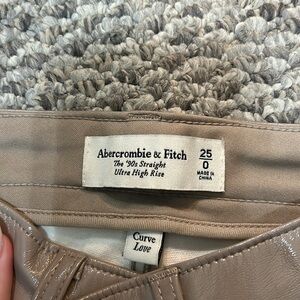 Abercrombie & Fitch
The '90s Straight
Ultra High Rise
25
0
MADE IN
CHINA
Curve
Love